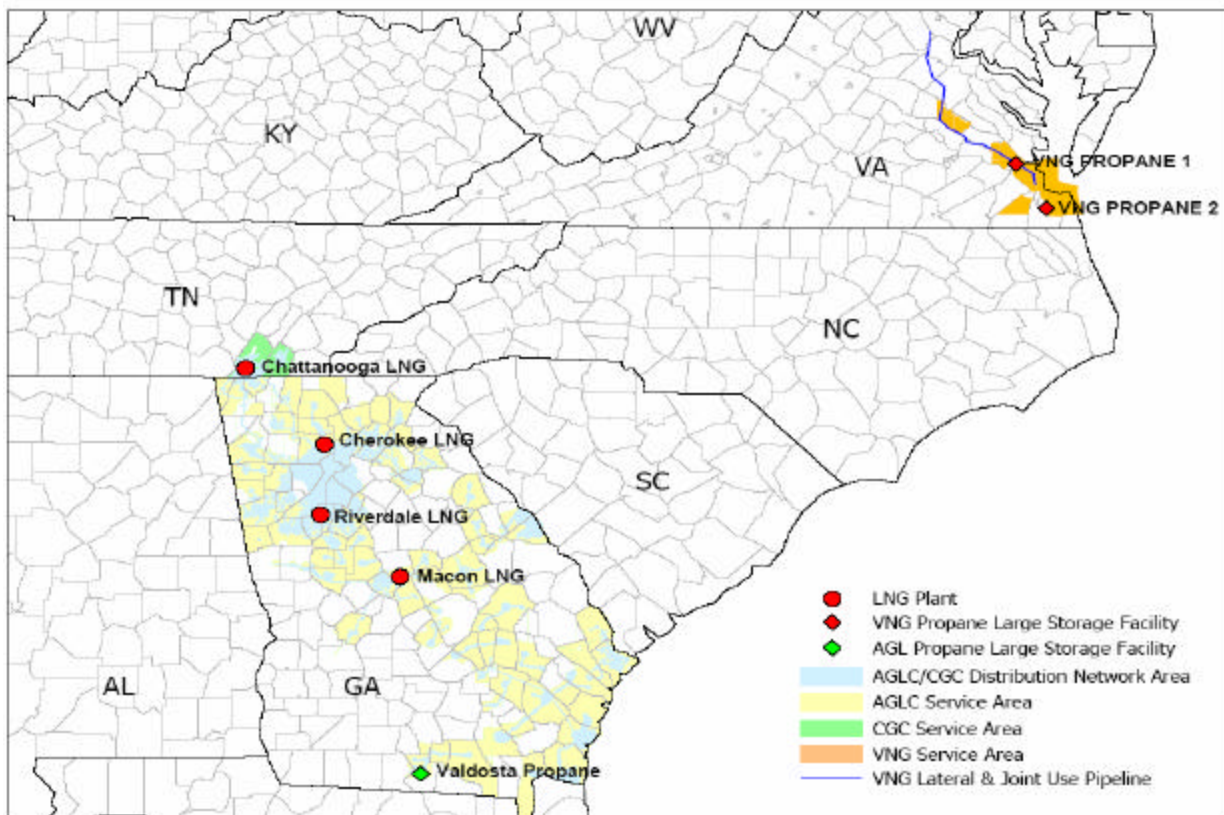 WV
KY
VA
VNG PROPANE 1
VNG PROPANE 2
TN
NC
Chattanooga LNG
Cherokee LNG
SC
Riverdale LNG
Macon LNG
AL
GA
Valdosta Propane
LNG Plant
VNG Propane Large Storage Facility
AGL Propane Large Storage Facility
AGLC/CGC Distribution Network Area
AGLC Service Area
CGC Service Area
VNG Service Area
VNG Lateral & Joint Use Pipeline